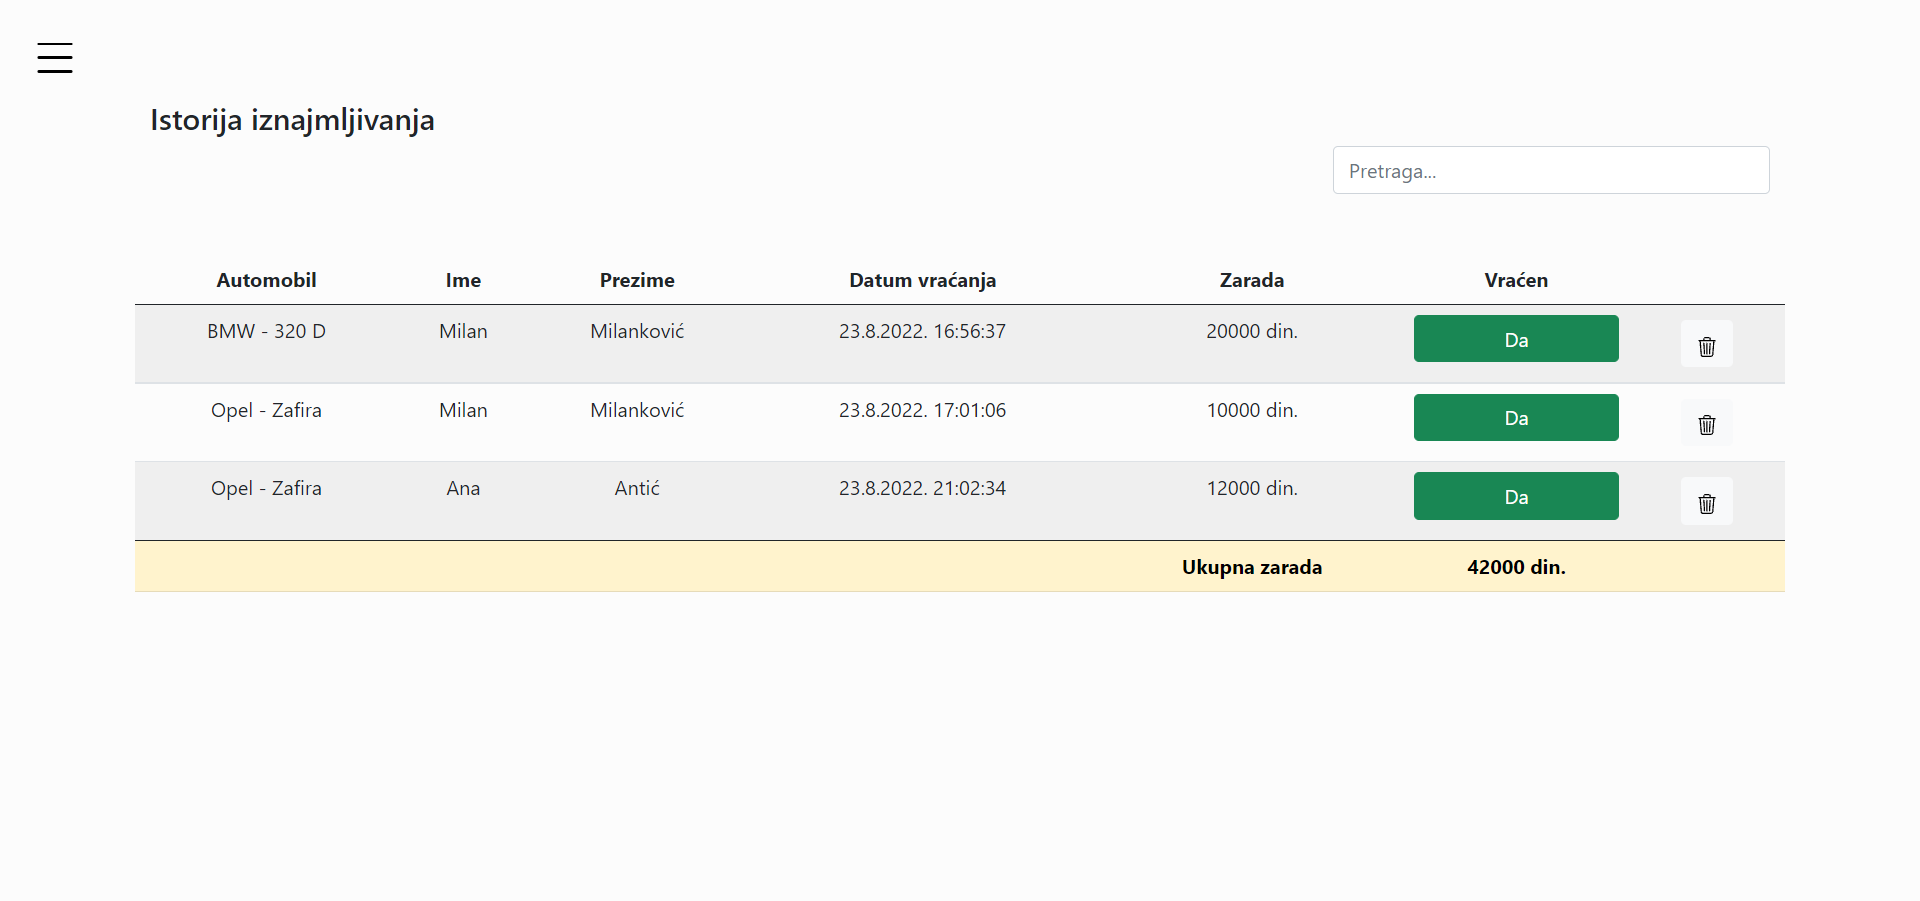 Istorija iznajmljivanja
Pretraga...
Automobil Ime Prezime Datum vraćanja Zarada Vraćen
BMW - 320 D Milan Milanković 23.8.2022. 16:56:37 20000 din. Da
Opel - Zafira Milan Milanković 23.8.2022. 17:01:06 10000 din. Da
Opel - Zafira Ana Antić 23.8.2022. 21:02:34 12000 din. Da
Ukupna zarada 42000 din.